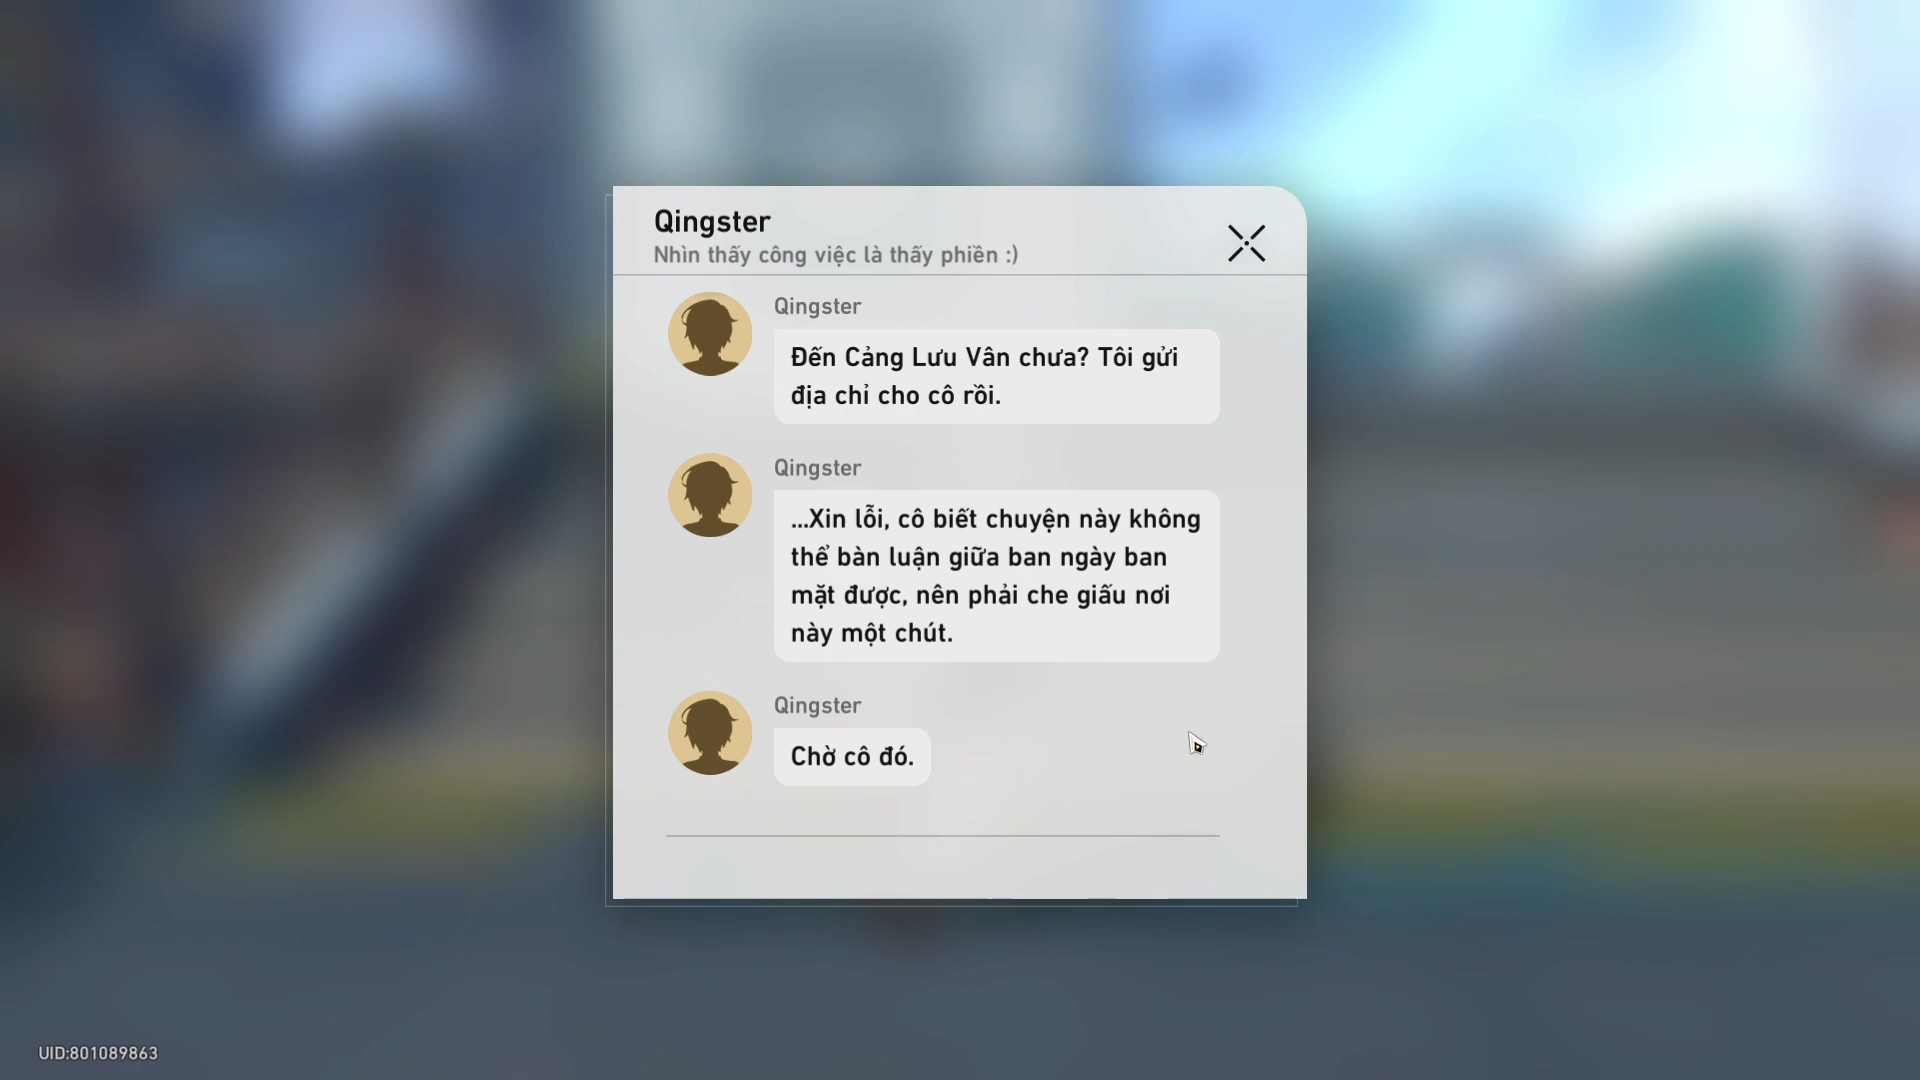 Qingster
Nhìn thấy công việc là thấy phiền :)
Qingster
Đến Cảng Lưu Vân chưa? Tôi gửi
địa chỉ cho cô rồi.
Qingster
...Xin lỗi, cô biết chuyện này không
thể bàn luận giữa ban ngày ban
mặt được, nên phải che giấu nơi
này một chút.
Qingster
Chờ cô đó.
UID:801089863